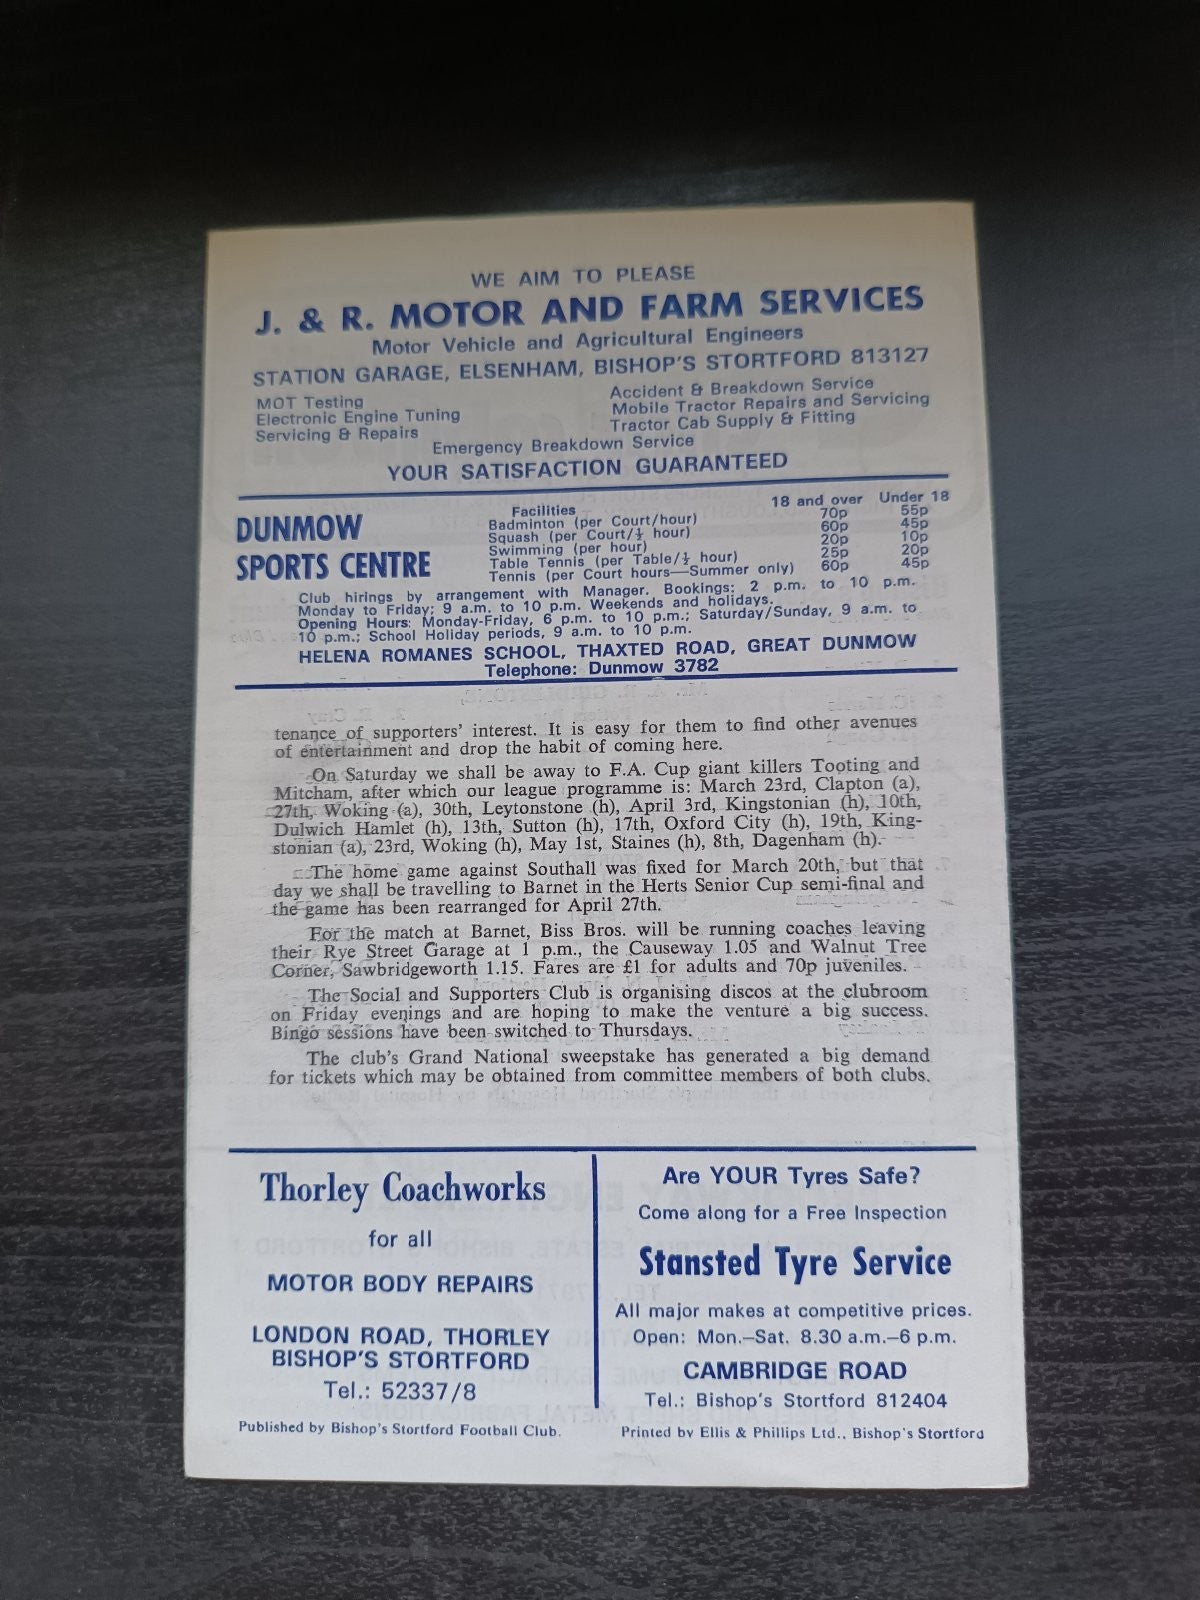 WE AIM TO PLEASE
J. & R. MOTOR AND FARM SERVICES
Motor Vehicle and Agricultural Engineers
STATION GARAGE, ELSENHAM, BISHOP'S STORTFORD 813127
MOT Testing
Electronic Engine Tuning
Servicing & Repairs
Accident & Breakdown Service
Mobile Tractor Repairs and Servicing
Tractor Cab Supply & Fitting
Emergency Breakdown Service
YOUR SATISFACTION GUARANTEED
DUNMOW
SPORTS CENTRE
Facilities 18 and over Under 18
Badminton (per Court/hour) 70p 55p
Squash (per Court/½ hour) 60p 45p
Swimming (per hour) 20p 10p
Table Tennis (per Table/½ hour) 25p 20p
Tennis (per Court hours—Summer only) 60p 45p
Club hirings by arrangement with Manager. Bookings: 2 p.m. to 10 p.m.
Monday to Friday; 9 a.m. to 10 p.m. Weekends and holidays.
Opening Hours: Monday-Friday, 6 p.m. to 10 p.m.; Saturday/Sunday, 9 a.m. to
10 p.m.; School Holiday periods, 9 a.m. to 10 p.m.
HELENA ROMANES SCHOOL, THAXTED ROAD, GREAT DUNMOW
Telephone: Dunmow 3782
tenance of supporters' interest. It is easy for them to find other avenues
of entertainment and drop the habit of coming here.
On Saturday we shall be away to F.A. Cup giant killers Tooting and
Mitcham, after which our league programme is: March 23rd, Clapton (a),
27th, Woking (a), 30th, Leytonstone (h), April 3rd, Kingstonian (h), 10th,
Dulwich Hamlet (h), 13th, Sutton (h), 17th, Oxford City (h), 19th, King-
stonian (a), 23rd, Woking (h), May 1st, Staines (h), 8th, Dagenham (h).
The home game against Southall was fixed for March 20th, but that
day we shall be travelling to Barnet in the Herts Senior Cup semi-final and
the game has been rearranged for April 27th.
For the match at Barnet, Biss Bros. will be running coaches leaving
their Rye Street Garage at 1 p.m., the Causeway 1.05 and Walnut Tree
Corner, Sawbridgeworth 1.15. Fares are £1 for adults and 70p juveniles.
The Social and Supporters Club is organising discos at the clubroom
on Friday evenings and are hoping to make the venture a big success.
Bingo sessions have been switched to Thursdays.
The club's Grand National sweepstake has generated a big demand
for tickets which may be obtained from committee members of both clubs.
Thorley Coachworks
for all
MOTOR BODY REPAIRS
LONDON ROAD, THORLEY
BISHOP'S STORTFORD
Tel.: 52337/8
Are YOUR Tyres Safe?
Come along for a Free Inspection
Stansted Tyre Service
All major makes at competitive prices.
Open: Mon.–Sat. 8.30 a.m.–6 p.m.
CAMBRIDGE ROAD
Tel.: Bishop's Stortford 812404
Published by Bishop's Stortford Football Club.
Printed by Ellis & Phillips Ltd., Bishop's Stortford